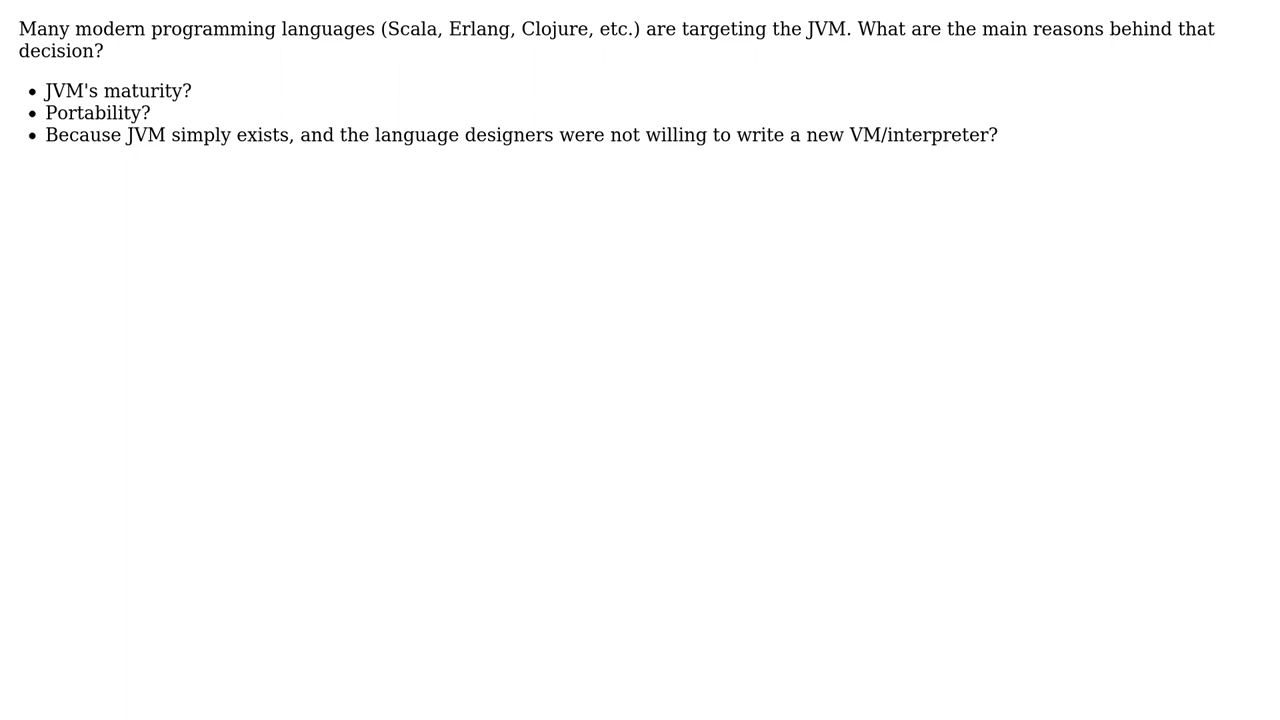 Many modern programming languages (Scala, Erlang, Clojure, etc.) are targeting the JVM. What are the main reasons behind that
decision?
• JVM's maturity?
• Portability?
• Because JVM simply exists, and the language designers were not willing to write a new VM/interpreter?